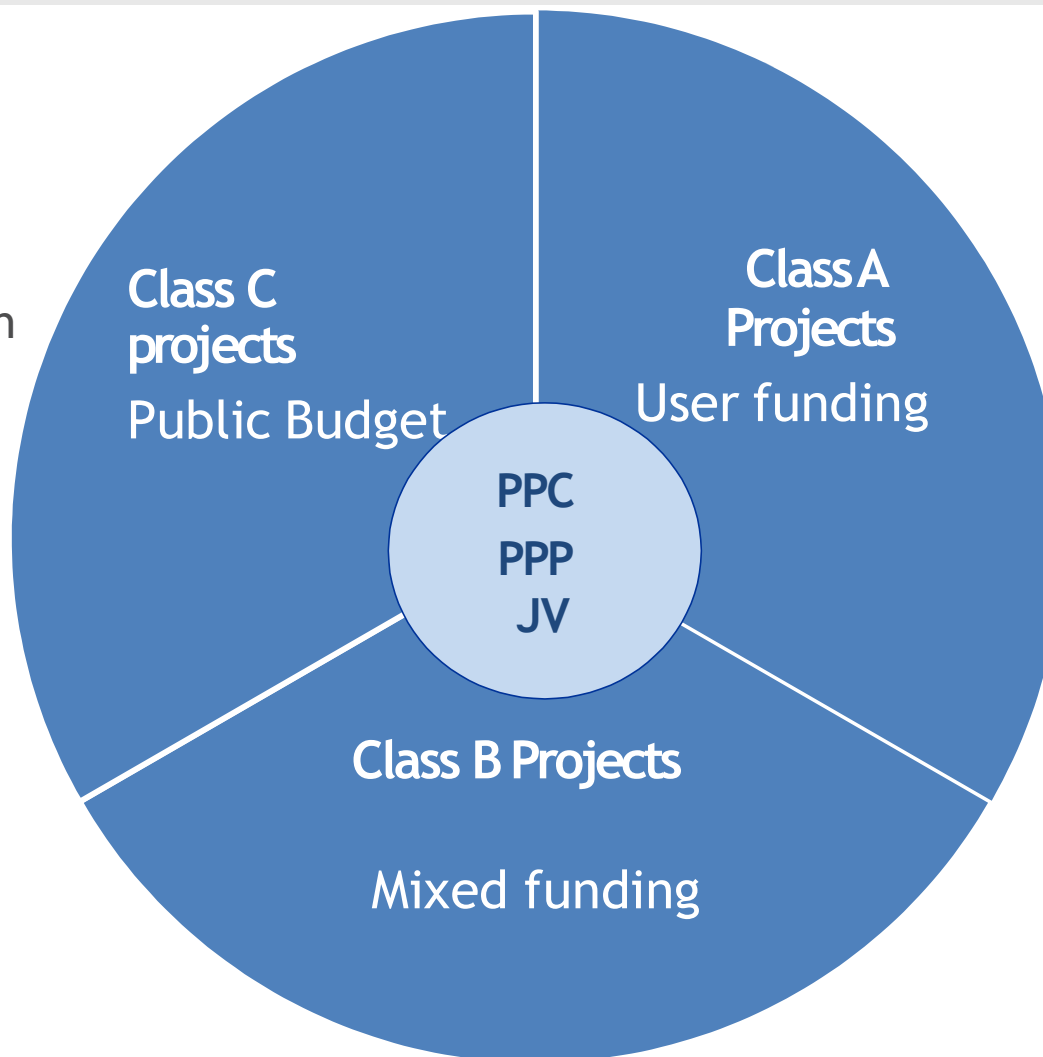 Class C
projects
Public Budget
Class A
Projects
User funding
PPC
PPP
JV
Class B Projects
Mixed funding